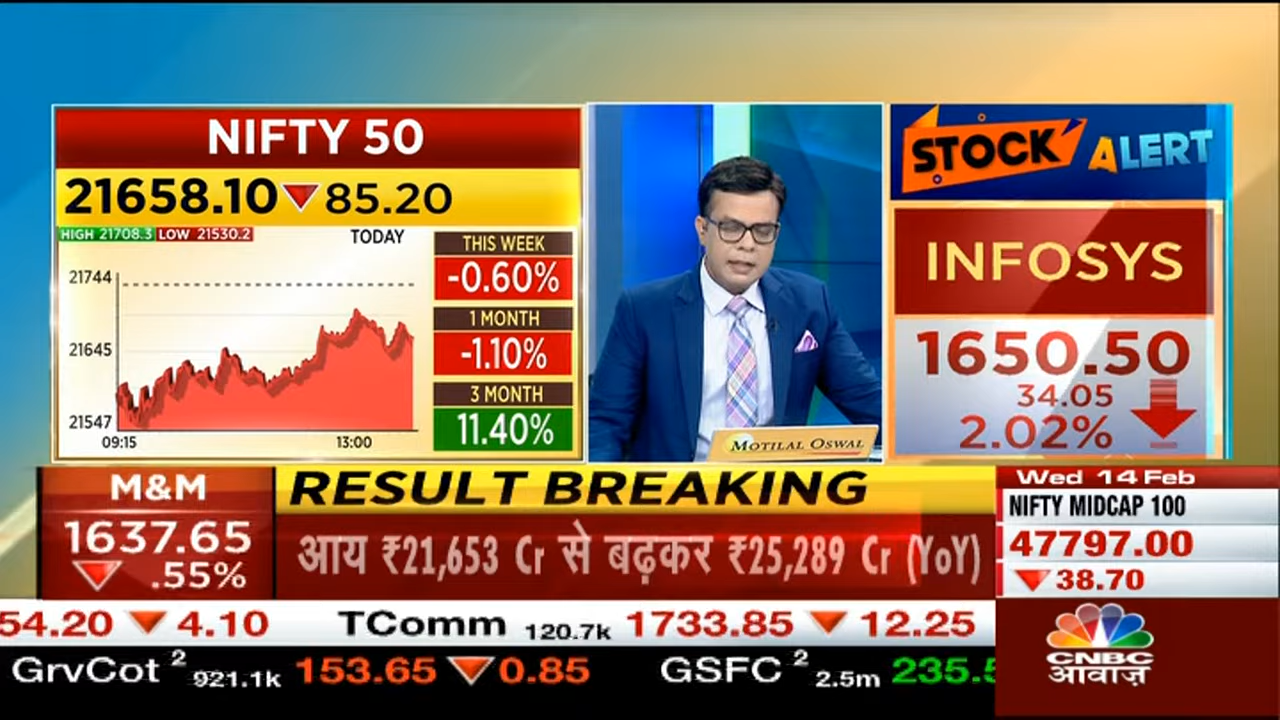 NIFTY 50
21658.10 85.20
HIGH 21708.3 LOW 21530.2
TODAY
21744
21645
21547
09:15 13:00
THIS WEEK
-0.60%
1 MONTH
-1.10%
3 MONTH
11.40%
MOTILAL OSWAL
STOCK ALERT
INFOSYS
1650.50
34.05
2.02%
M&M
1637.65
.55%
RESULT BREAKING
आय ₹21,653 Cr से बढ़कर ₹25,289 Cr (YoY)
Wed 14 Feb
NIFTY MIDCAP 100
47797.00
38.70
54.20 4.10 TComm 120.7k 1733.85 12.25
GrvCot 2 921.1k 153.65 0.85 GSFC 2 2.5m 235.5
CNBC
आवाज़